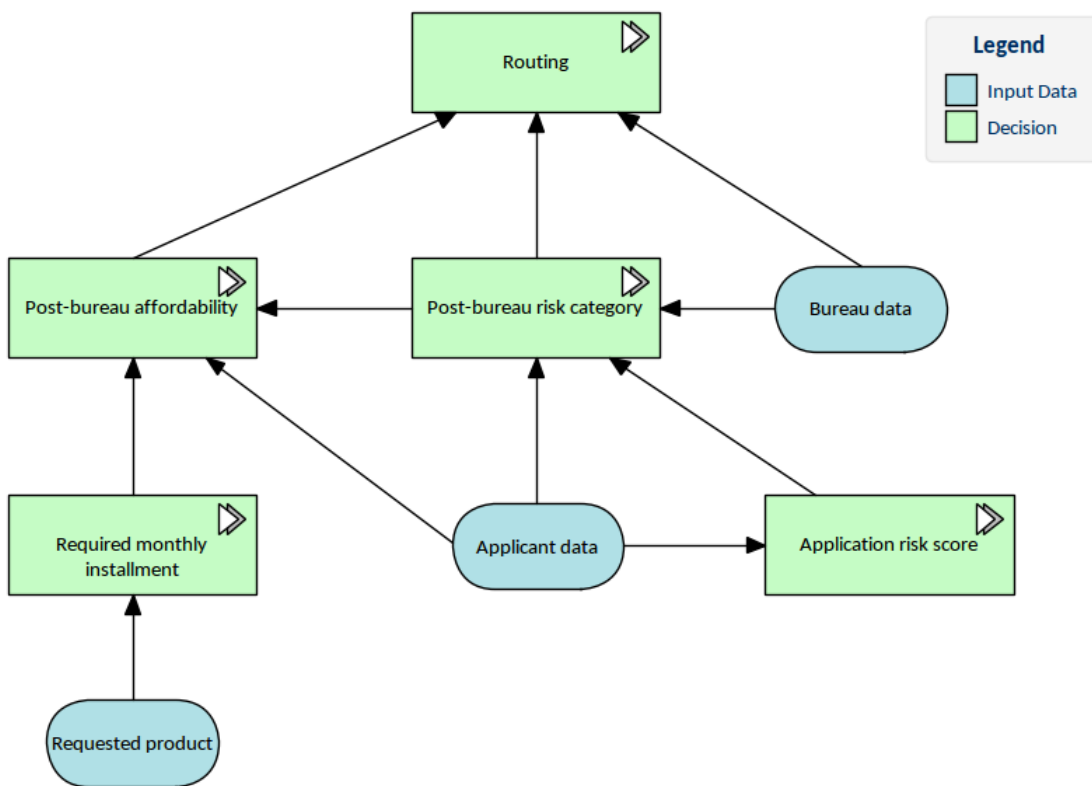 Routing
Legend
Input Data
Decision
Post-bureau affordability
Post-bureau risk category
Bureau data
Required monthly
installment
Applicant data
Application risk score
Requested product